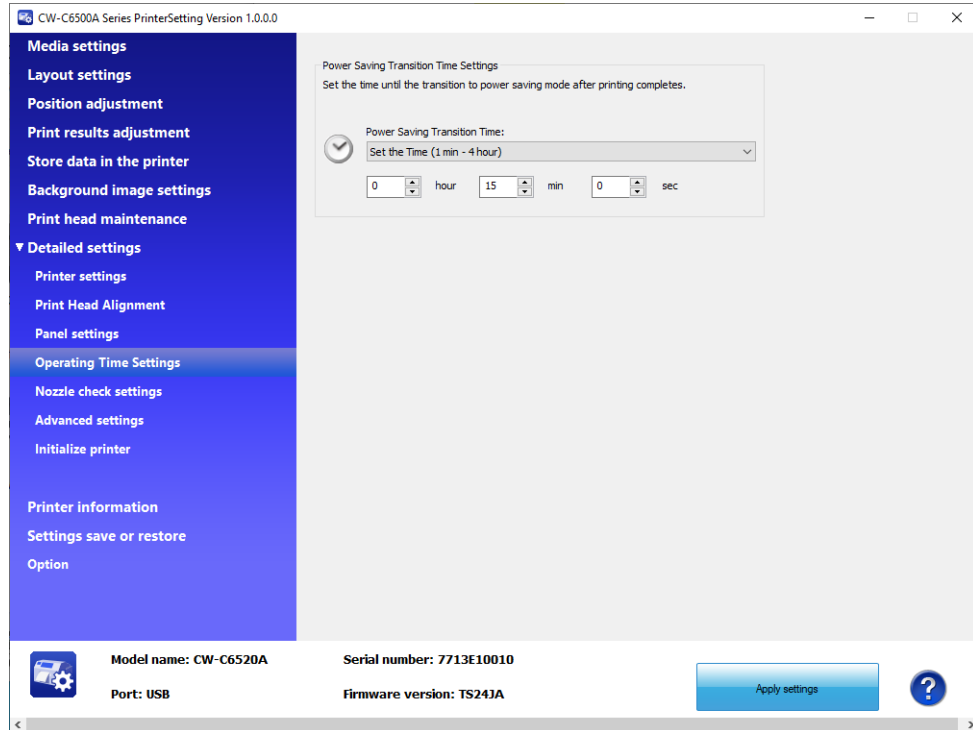 CW-C6500A Series PrinterSetting Version 1.0.0.0
Media settings
Layout settings
Position adjustment
Print results adjustment
Store data in the printer
Background image settings
Print head maintenance
Detailed settings
Printer settings
Print Head Alignment
Panel settings
Operating Time Settings
Nozzle check settings
Advanced settings
Initialize printer
Printer information
Settings save or restore
Option
Power Saving Transition Time Settings
Set the time until the transition to power saving mode after printing completes.
Power Saving Transition Time:
Set the Time (1 min - 4 hour)
0 hour 15 min 0 sec
Model name: CW-C6520A
Serial number: 7713E10010
Port: USB
Firmware version: TS24JA
Apply settings
?